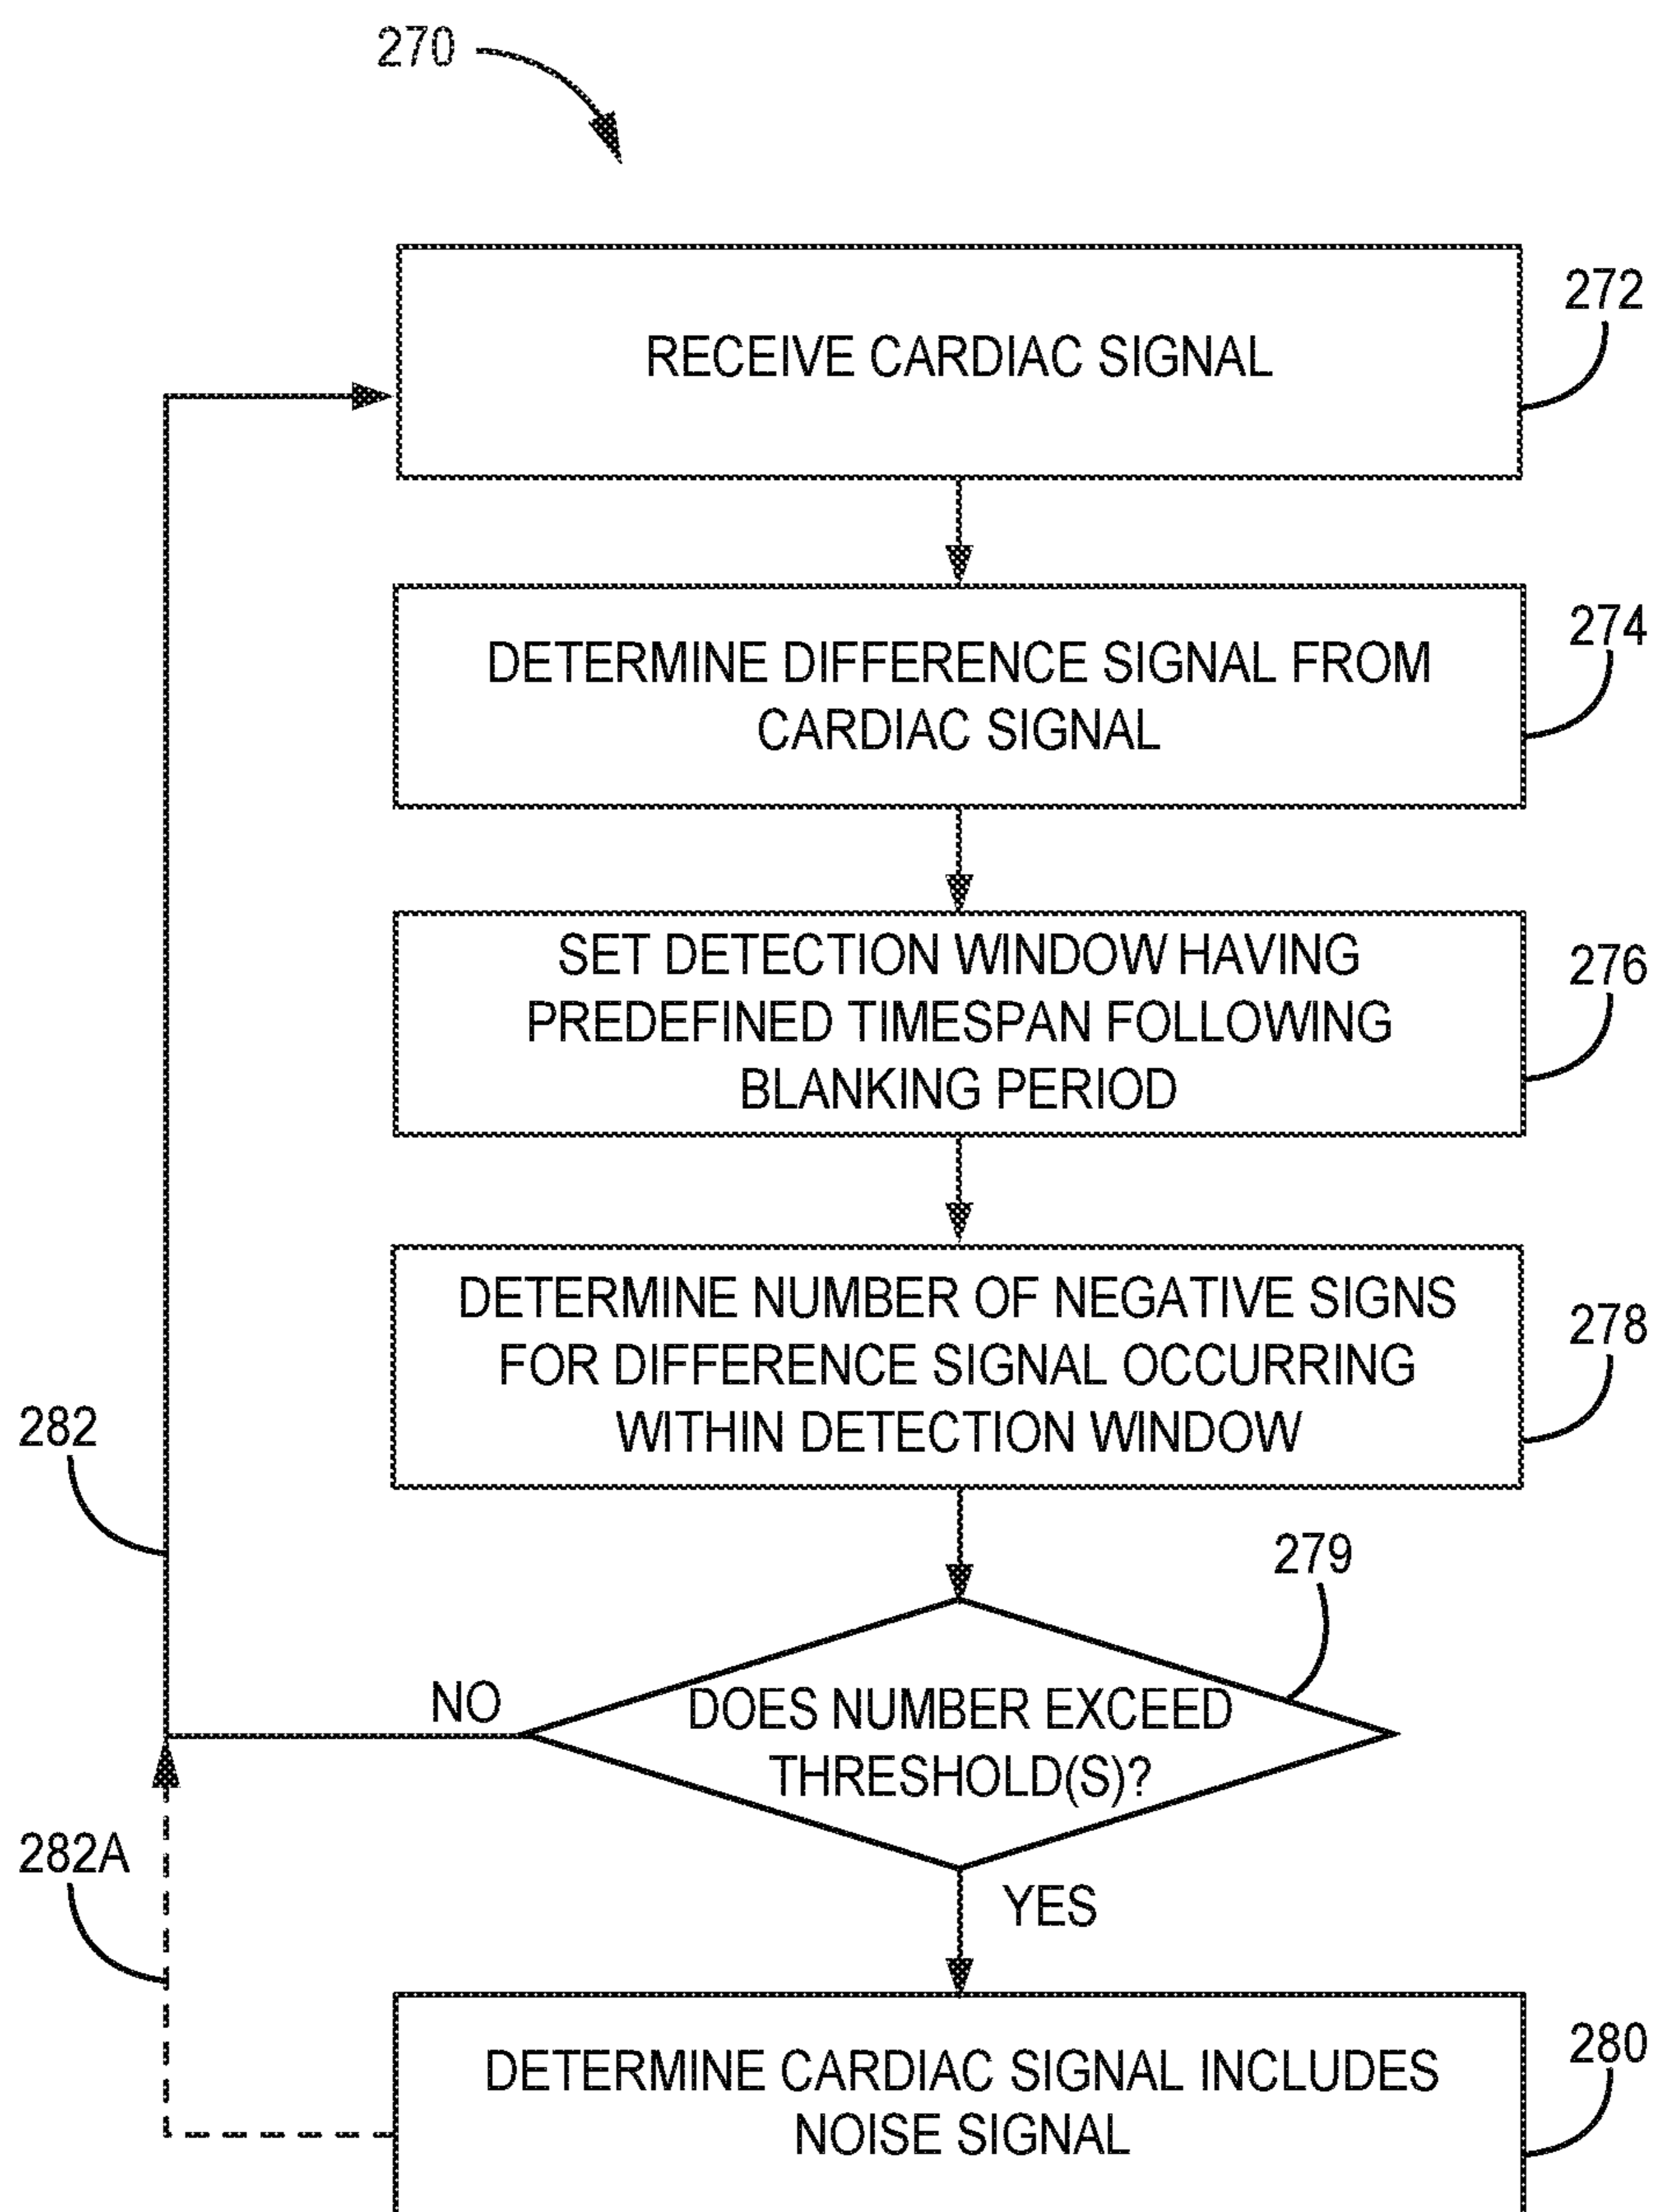 270
RECEIVE CARDIAC SIGNAL
272
DETERMINE DIFFERENCE SIGNAL FROM
CARDIAC SIGNAL
274
SET DETECTION WINDOW HAVING
PREDEFINED TIMESPAN FOLLOWING
BLANKING PERIOD
276
DETERMINE NUMBER OF NEGATIVE SIGNS
FOR DIFFERENCE SIGNAL OCCURRING
WITHIN DETECTION WINDOW
278
282
279
NO
DOES NUMBER EXCEED
THRESHOLD(S)?
282A
YES
DETERMINE CARDIAC SIGNAL INCLUDES
NOISE SIGNAL
280